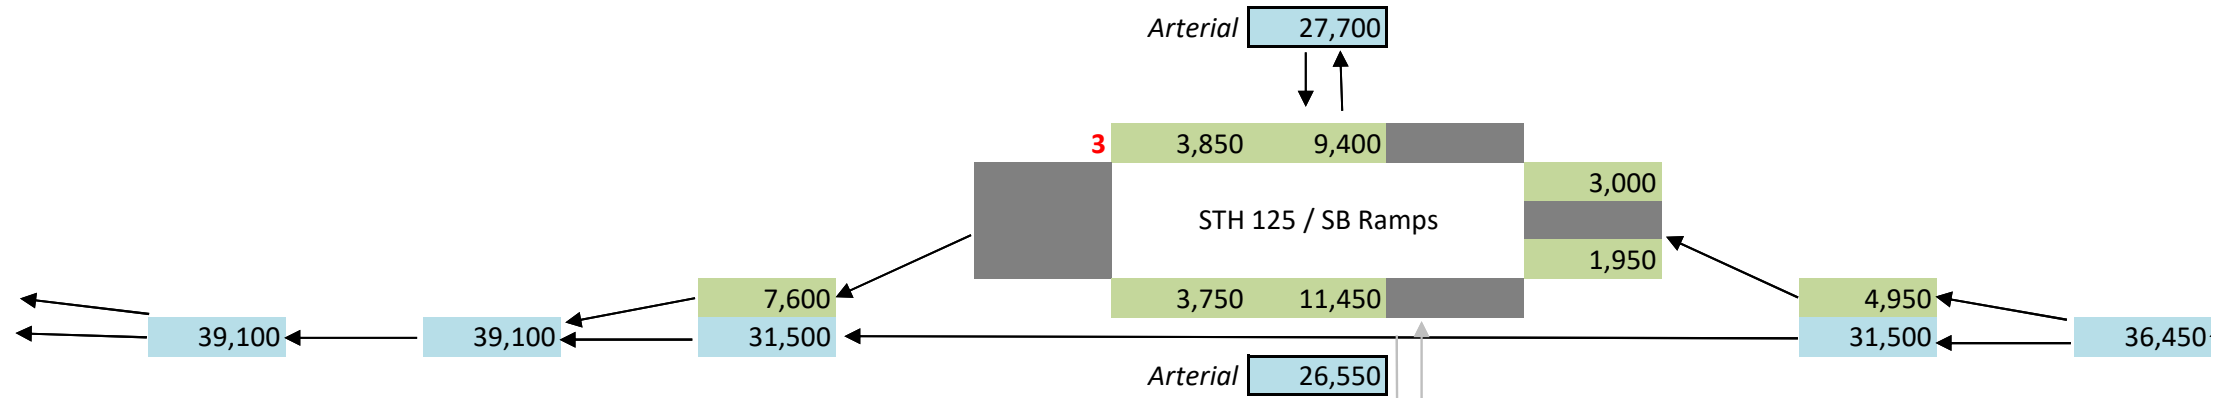 Arterial 27,700
3 3,850 9,400
3,000
STH 125 / SB Ramps
1,950
7,600 3,750 11,450 4,950
39,100 39,100 31,500 31,500 36,450
Arterial 26,550